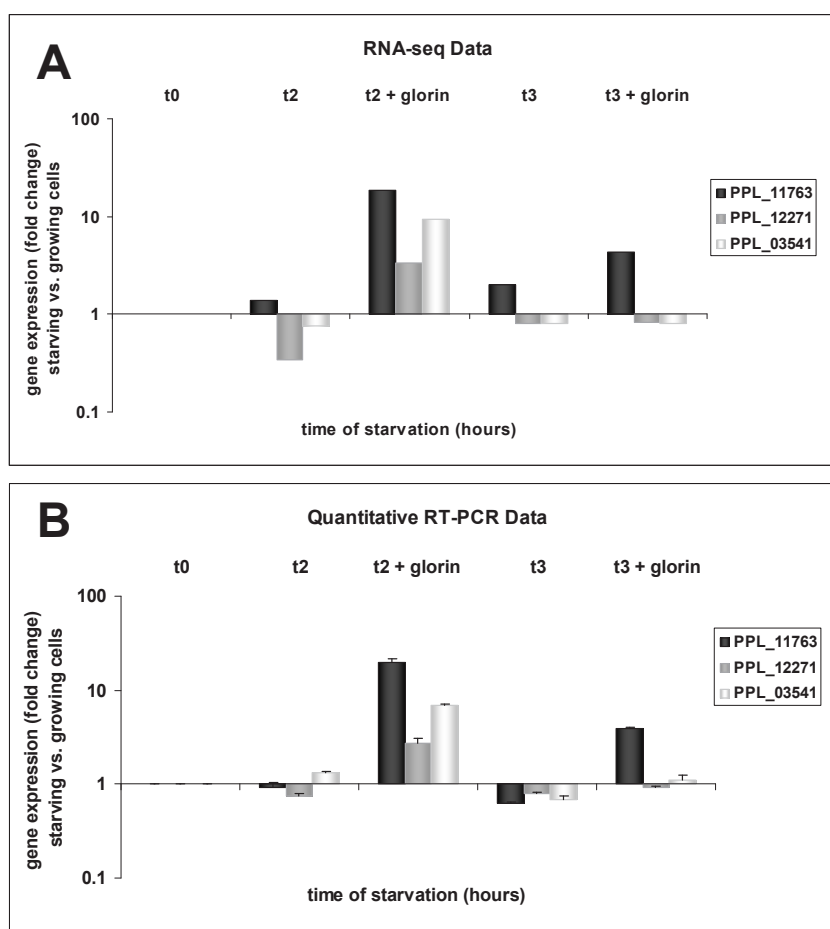 A
RNA-seq Data
t0 t2 t2 + glorin t3 t3 + glorin
gene expression (fold change)
starving vs. growing cells
100
10
1
0.1
PPL_11763
PPL_12271
PPL_03541
time of starvation (hours)
B
Quantitative RT-PCR Data
t0 t2 t2 + glorin t3 t3 + glorin
gene expression (fold change)
starving vs. growing cells
100
10
1
0.1
PPL_11763
PPL_12271
PPL_03541
time of starvation (hours)